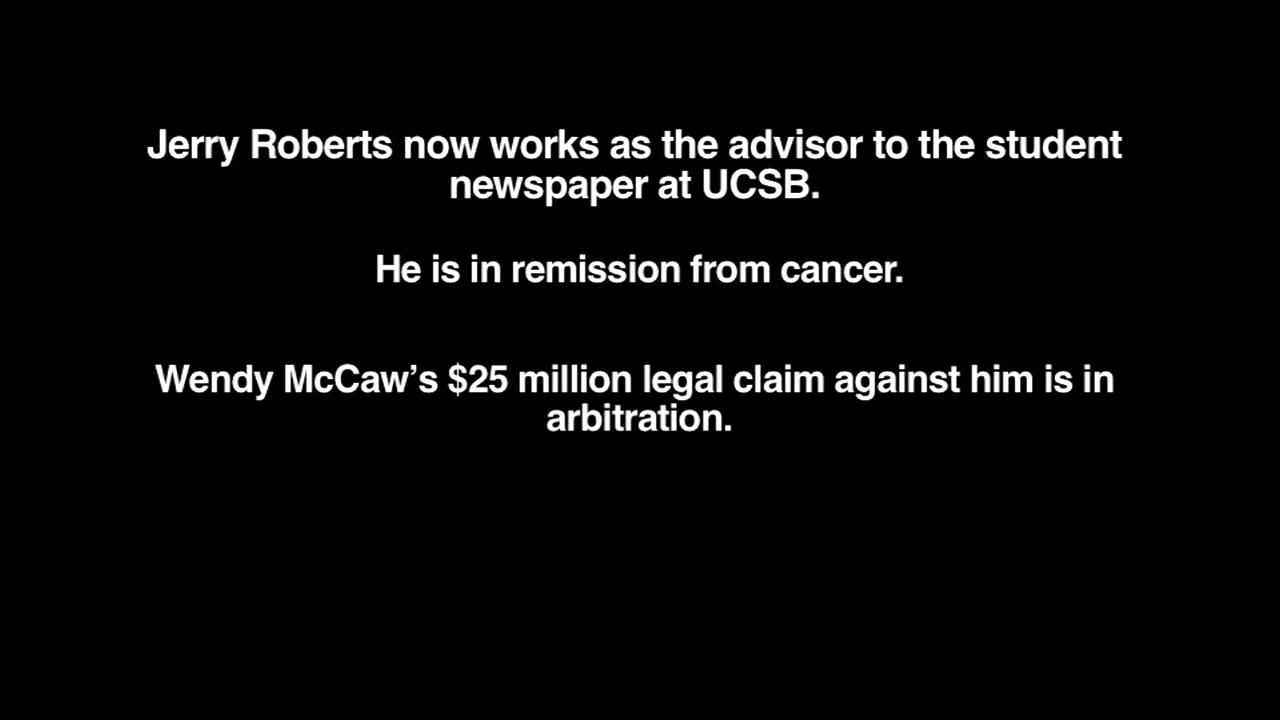 Jerry Roberts now works as the advisor to the student
newspaper at UCSB.
He is in remission from cancer.
Wendy McCaw’s $25 million legal claim against him is in
arbitration.